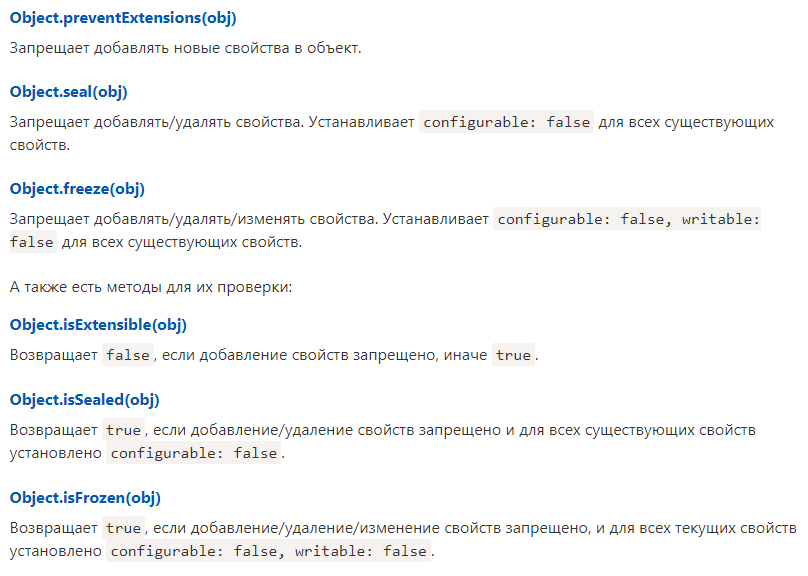 Object.preventExtensions(obj)
Запрещает добавлять новые свойства в объект.
Object.seal(obj)
Запрещает добавлять/удалять свойства. Устанавливает configurable: false для всех существующих
свойств.
Object.freeze(obj)
Запрещает добавлять/удалять/изменять свойства. Устанавливает configurable: false, writable:
false для всех существующих свойств.
А также есть методы для их проверки:
Object.isExtensible(obj)
Возвращает false, если добавление свойств запрещено, иначе true.
Object.isSealed(obj)
Возвращает true, если добавление/удаление свойств запрещено и для всех существующих свойств
установлено configurable: false.
Object.isFrozen(obj)
Возвращает true, если добавление/удаление/изменение свойств запрещено, и для всех текущих свойств
установлено configurable: false, writable: false.